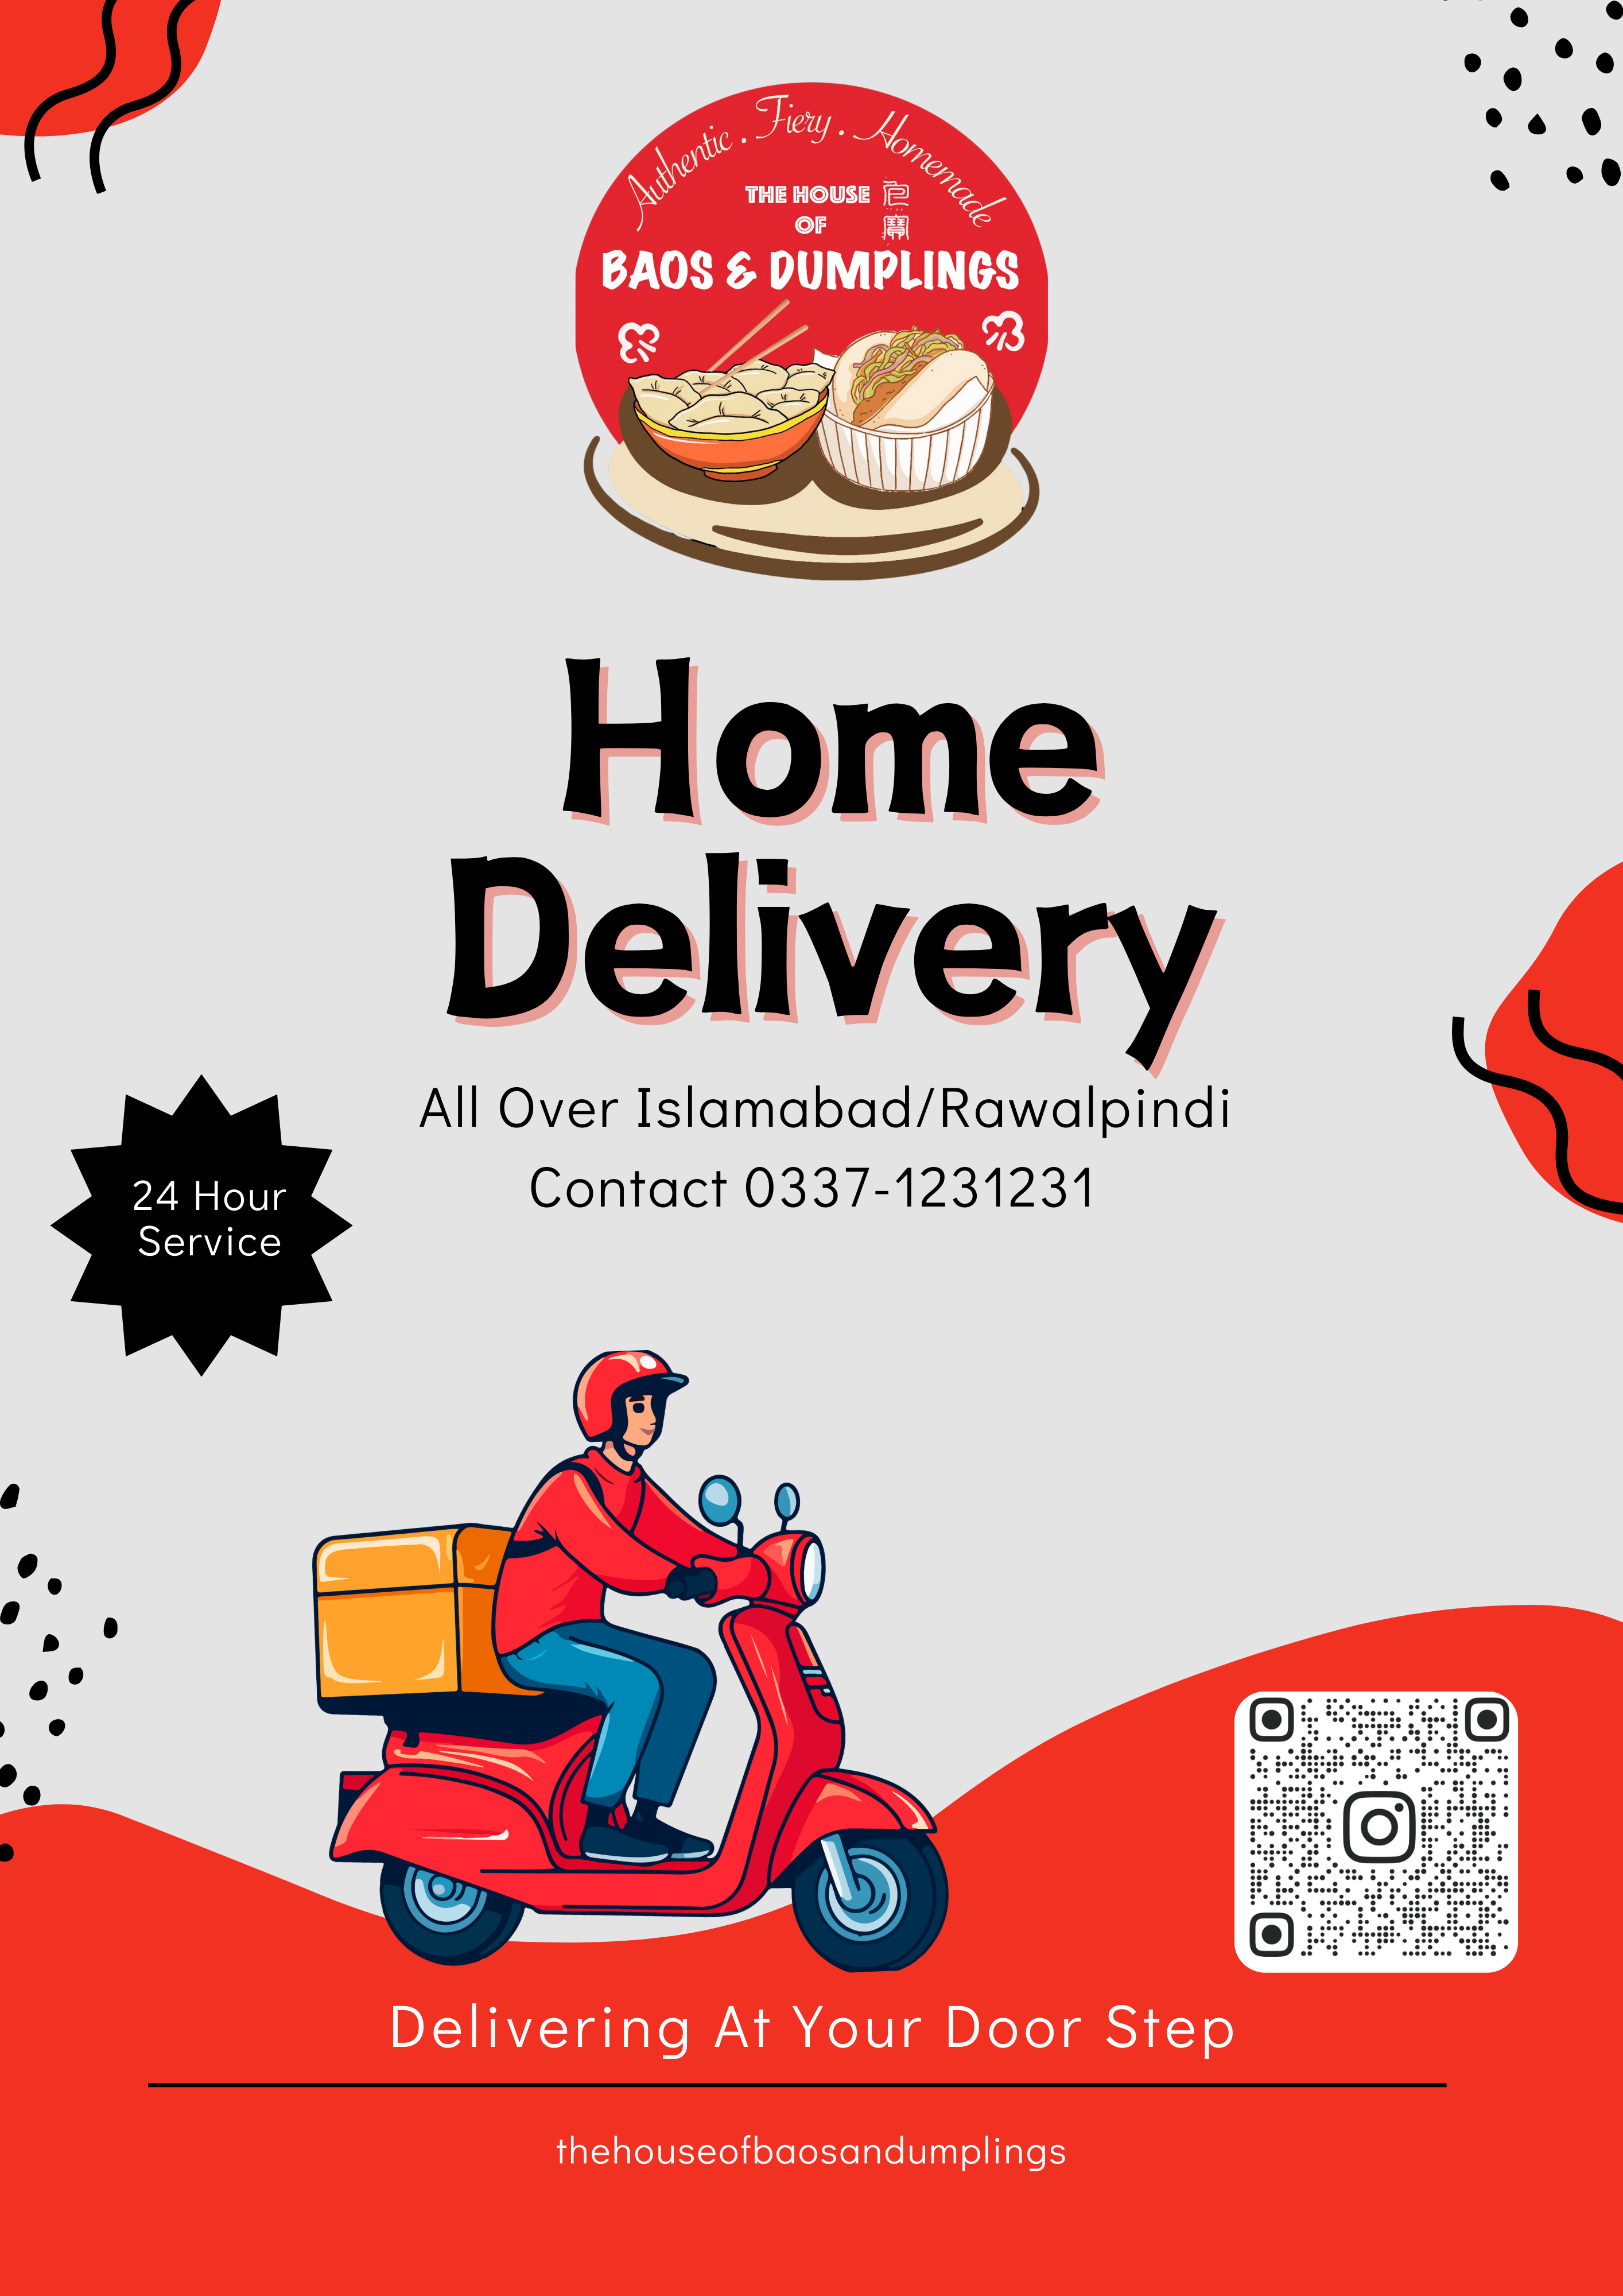 Authentic . Fiery . Homemade
THE HOUSE
OF
BAOS & DUMPLINGS
Home
Delivery
All Over Islamabad/Rawalpindi
Contact 0337-1231231
24 Hour
Service
Delivering At Your Door Step
thehouseofbaosandumplings